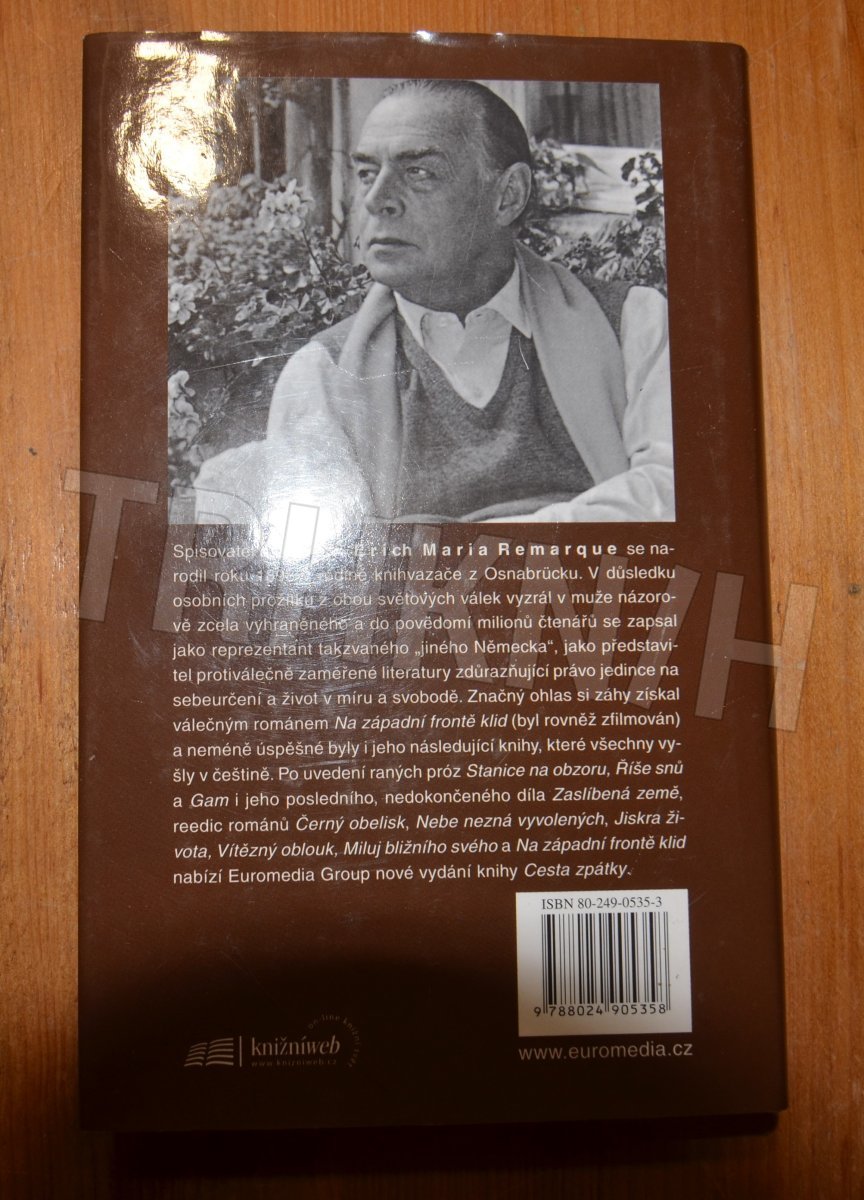 Erich Maria Remarque se na-
rodil roku rodině knihvazače z Osnabrücku. V důsledku
osobních prožitků z obou světových válek vyzrál v muže názoro-
vě zcela vyhraněného a do povědomí milionů čtenářů se zapsal
jako reprezentant takzvaného „jiného Německa“, jako představi-
tel protiválečně zaměřené literatury zdůrazňující právo jedince na
sebeurčení a život v míru a svobodě. Značný ohlas si záhy získal
válečným románem Na západní frontě klid (byl rovněž zfilmován)
a neméně úspěšné byly i jeho následující knihy, které všechny vy-
šly v češtině. Po uvedení raných próz Stanice na obzoru, Říše snů
a Gam i jeho posledního, nedokončeného díla Zaslíbená země,
reedic románů Černý obelisk, Nebe nezná vyvolených, Jiskra ži-
vota, Vítězný oblouk, Miluj bližního svého a Na západní frontě klid
nabízí Euromedia Group nové vydání knihy Cesta zpátky.
ISBN 80-249-0535-3
9 788024 905358
knižníweb
www.knizniweb.cz
www.euromedia.cz